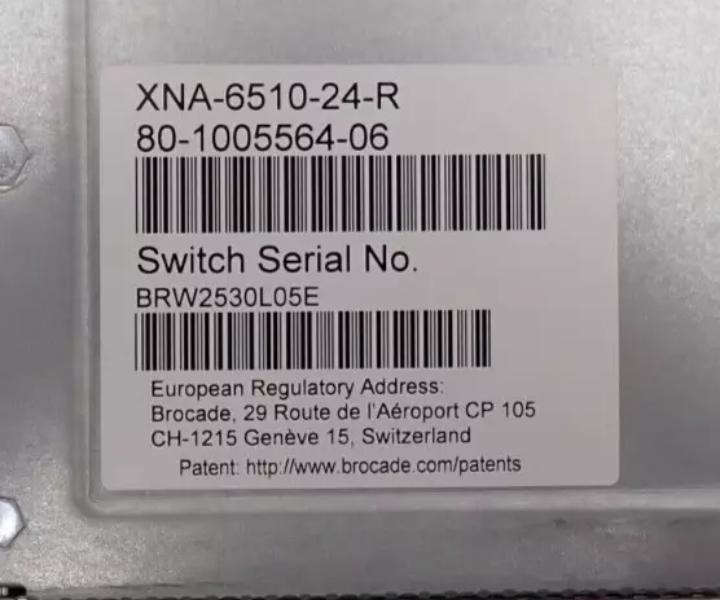 XNA-6510-24-R
80-1005564-06
Switch Serial No.
BRW2530L05E
European Regulatory Address:
Brocade, 29 Route de l'Aéroport CP 105
CH-1215 Genève 15, Switzerland
Patent: http://www.brocade.com/patents